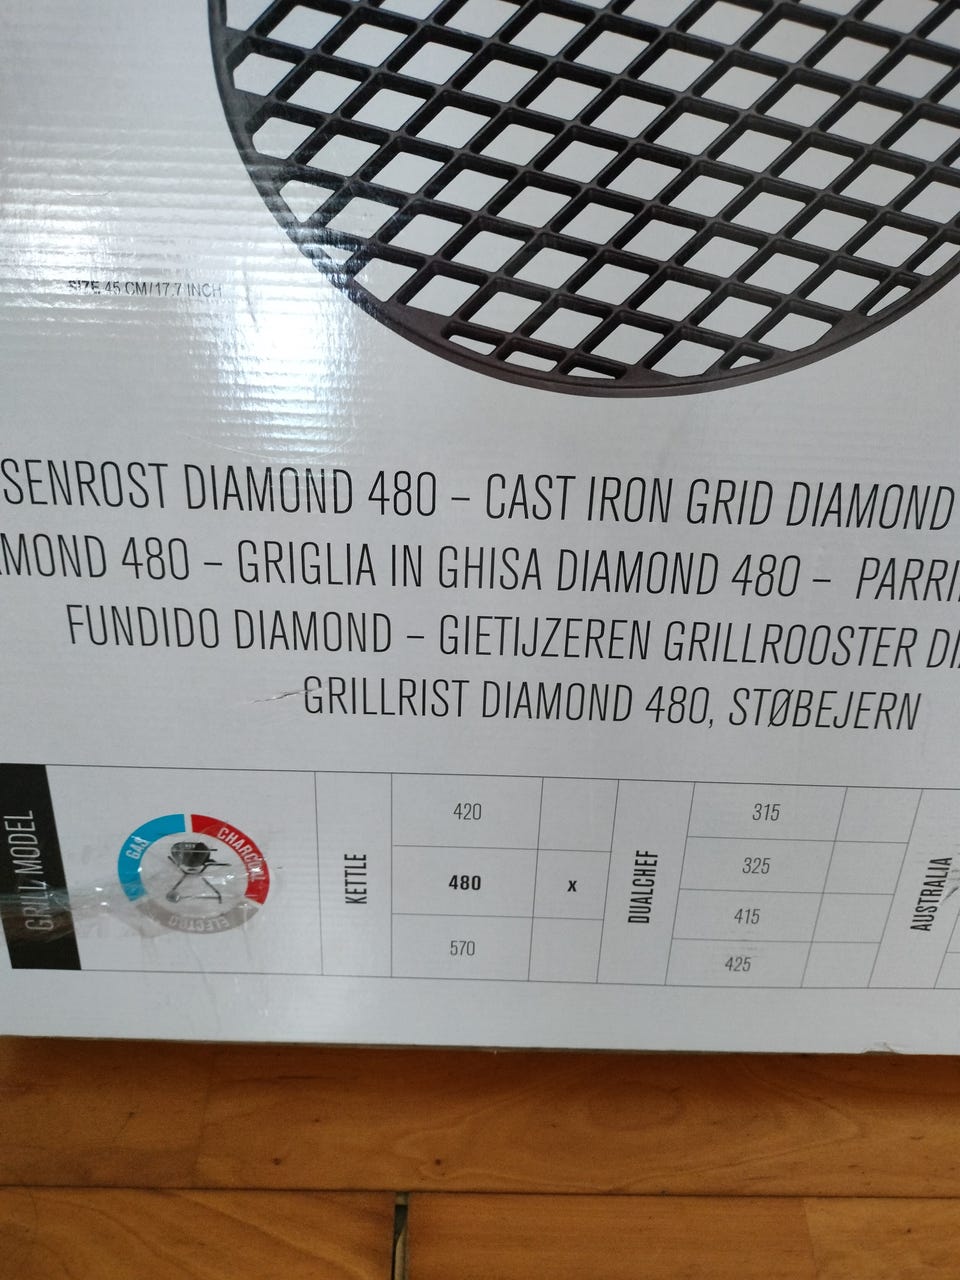 SIZE 45 CM/17.7 INCH
SENROST DIAMOND 480 – CAST IRON GRID DIAMOND
MOND 480 – GRIGLIA IN GHISA DIAMOND 480 – PARRI
FUNDIDO DIAMOND – GIETIJZEREN GRILLROOSTER DI
GRILLRIST DIAMOND 480, STØBEJERN
GRILL MODEL
GAS
CHARCOAL
ELECTRO
KETTLE
420
480 x
570
DUALCHEF
315
325
415
425
AUSTRALIA